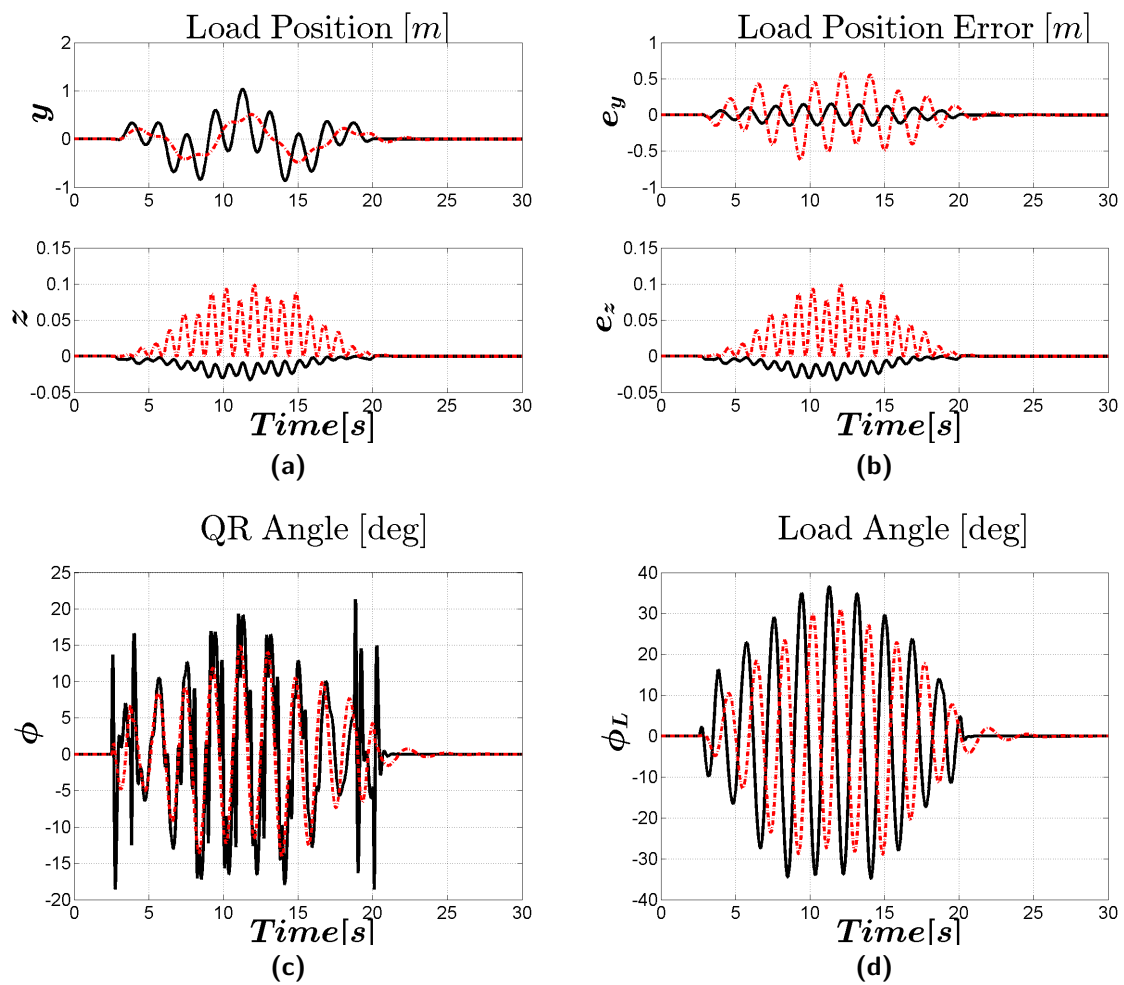 Load Position [m]
y
2
1
0
-1
0 5 10 15 20 25 30
z
0.15
0.1
0.05
0
-0.05
0 5 10 15 20 25 30
Time[s]
(a)
Load Position Error [m]
e_y
1
0.5
0
-0.5
-1
0 5 10 15 20 25 30
e_z
0.15
0.1
0.05
0
-0.05
0 5 10 15 20 25 30
Time[s]
(b)
QR Angle [deg]
ϕ
25
20
15
10
5
0
-5
-10
-15
-20
0 5 10 15 20 25 30
Time[s]
(c)
Load Angle [deg]
ϕ_L
40
30
20
10
0
-10
-20
-30
-40
0 5 10 15 20 25 30
Time[s]
(d)